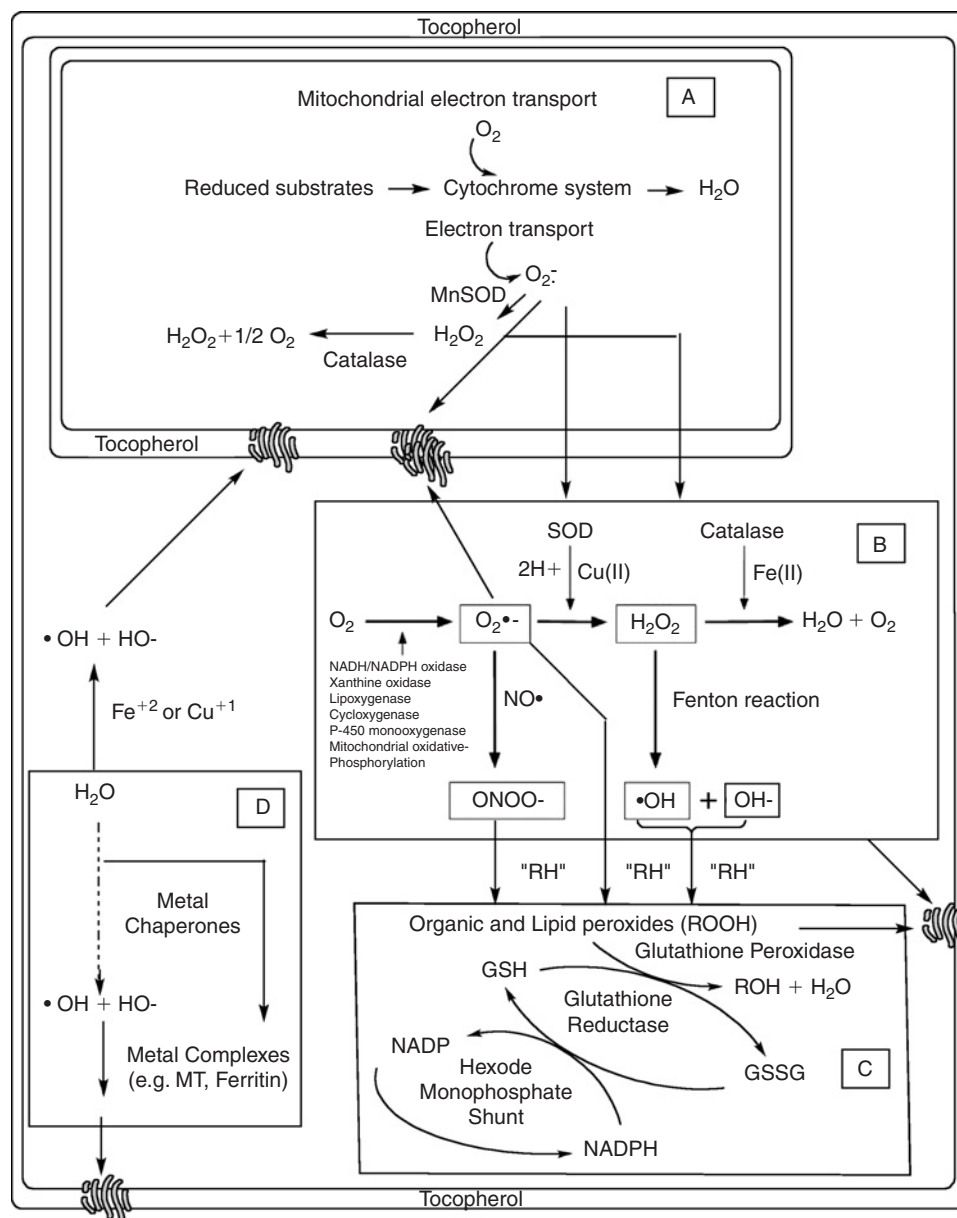 Tocopherol
A
Mitochondrial electron transport
O₂
Reduced substrates
Cytochrome system
H₂O
Electron transport
O₂⁻̣
MnSOD
H₂O₂+1/2 O₂
Catalase
H₂O₂
Tocopherol
B
SOD
Catalase
2H+
Cu(II)
Fe(II)
O₂
O₂•-
H₂O₂
H₂O + O₂
NADH/NADPH oxidase
Xanthine oxidase
Lipoxygenase
Cycloxygenase
P-450 monooxygenase
Mitochondrial oxidative-
Phosphorylation
NO•
Fenton reaction
ONOO-
•OH + OH-
• OH + HO-
Fe⁺² or Cu⁺¹
H₂O
D
Metal
Chaperones
• OH + HO-
Metal Complexes
(e.g. MT, Ferritin)
"RH"
"RH"
"RH"
Organic and Lipid peroxides (ROOH)
Glutathione Peroxidase
GSH
ROH + H₂O
Glutathione
Reductase
NADP
GSSG
C
Hexode
Monophosphate
Shunt
NADPH
Tocopherol